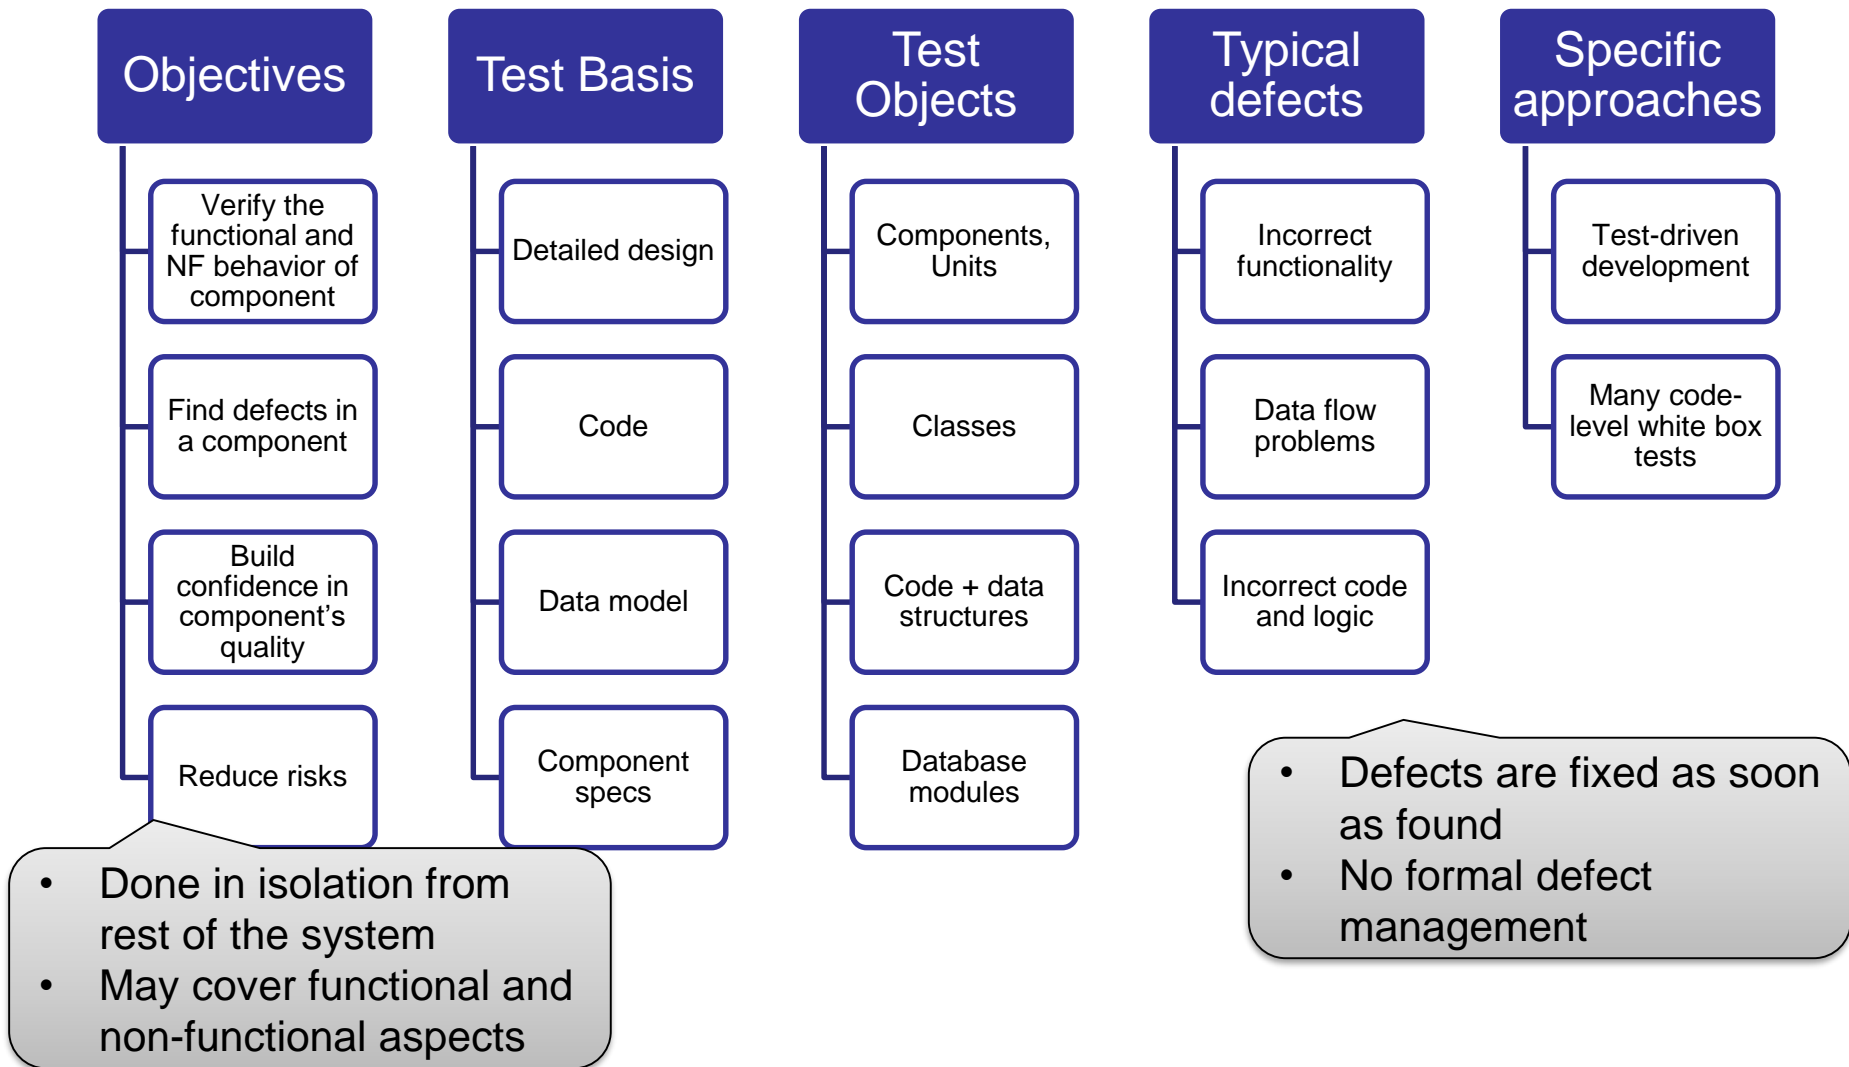 Objectives
Verify the
functional and
NF behavior of
component
Find defects in
a component
Build
confidence in
component’s
quality
Reduce risks
Test Basis
Detailed design
Code
Data model
Component
specs
Test
Objects
Components,
Units
Classes
Code + data
structures
Database
modules
Typical
defects
Incorrect
functionality
Data flow
problems
Incorrect code
and logic
Specific
approaches
Test-driven
development
Many code-
level white box
tests
• Done in isolation from
rest of the system
• May cover functional and
non-functional aspects
• Defects are fixed as soon
as found
• No formal defect
management